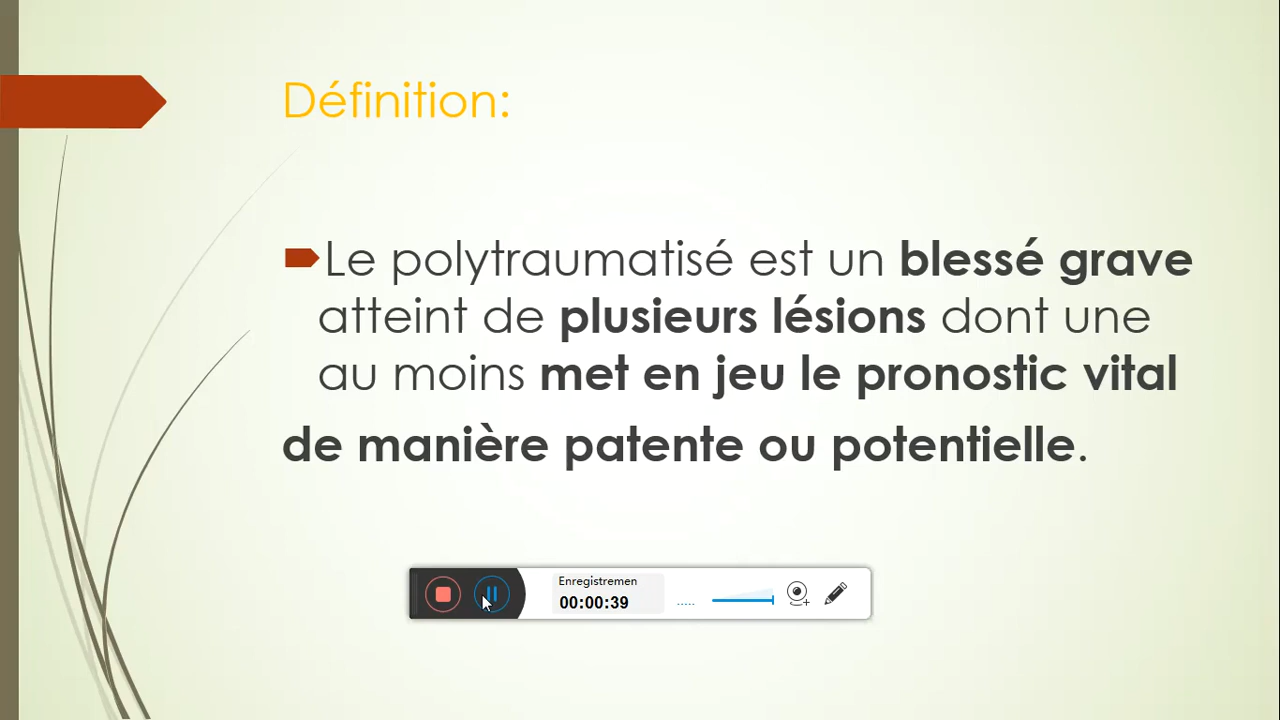 Définition:
Le polytraumatisé est un blessé grave
atteint de plusieurs lésions dont une
au moins met en jeu le pronostic vital
de manière patente ou potentielle.
Enregistremen
00:00:39